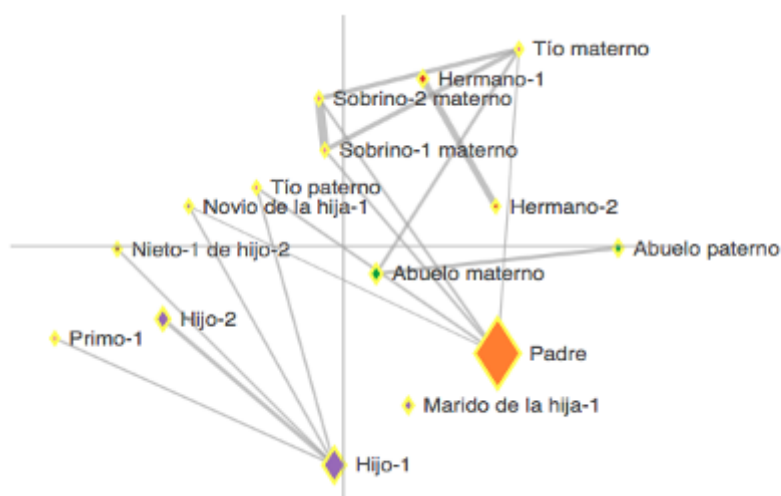 Tío materno
Hermano-1
Sobrino-2 materno
Sobrino-1 materno
Tío paterno
Novio de la hija-1
Hermano-2
Nieto-1 de hijo-2
Abuelo paterno
Abuelo materno
Hijo-2
Primo-1
Padre
Marido de la hija-1
Hijo-1